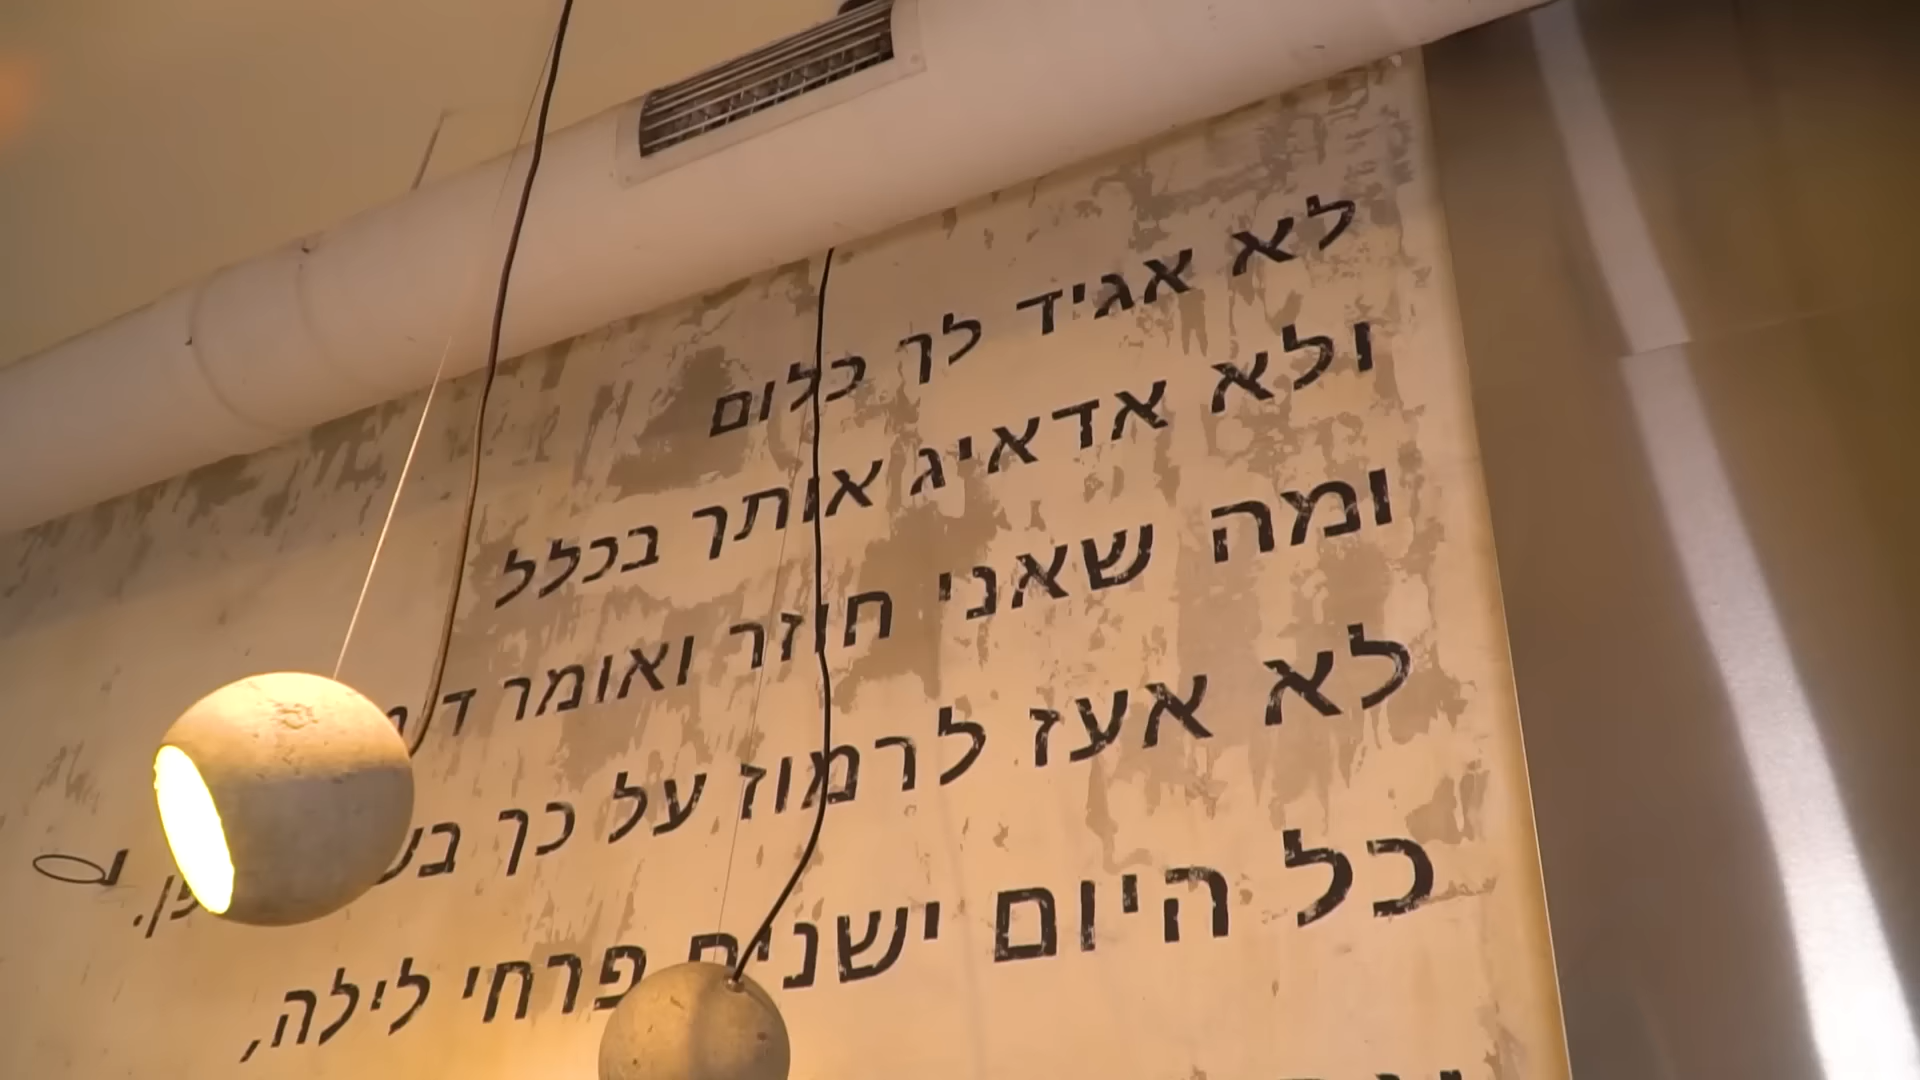 לא אגיד לך כלום
ולא אדאיג אותך בכלל
ומה שאני חוזר ואומר
לא אעז לרמוז על כך
כל היום ישנים פרחי לילה,